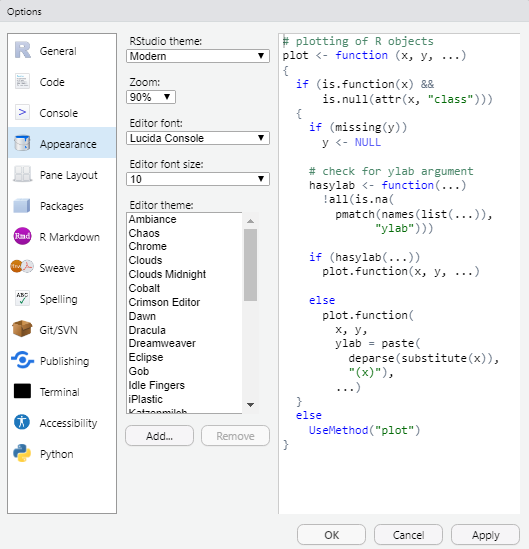 Options
General
Code
Console
Appearance
Pane Layout
Packages
Rmd R Markdown
Sweave
ABC Spelling
Git/SVN
Publishing
Terminal
Accessibility
Python
RStudio theme:
Modern
Zoom:
90%
Editor font:
Lucida Console
Editor font size:
10
Editor theme:
Ambiance
Chaos
Chrome
Clouds
Clouds Midnight
Cobalt
Crimson Editor
Dawn
Dracula
Dreamweaver
Eclipse
Gob
Idle Fingers
iPlastic
Katzenmilch
Add...
Remove
# plotting of R objects
plot <- function (x, y, ...)
{
  if (is.function(x) &&
      is.null(attr(x, "class")))
  {
    if (missing(y))
      y <- NULL

    # check for ylab argument
    hasylab <- function(...)
      !all(is.na(
        pmatch(names(list(...)),
              "ylab")))

    if (hasylab(...))
      plot.function(x, y, ...)

    else
      plot.function(
        x, y,
        ylab = paste(
          deparse(substitute(x)),
          "(x)"),
        ...)
  }
  else
    UseMethod("plot")
}
OK
Cancel
Apply